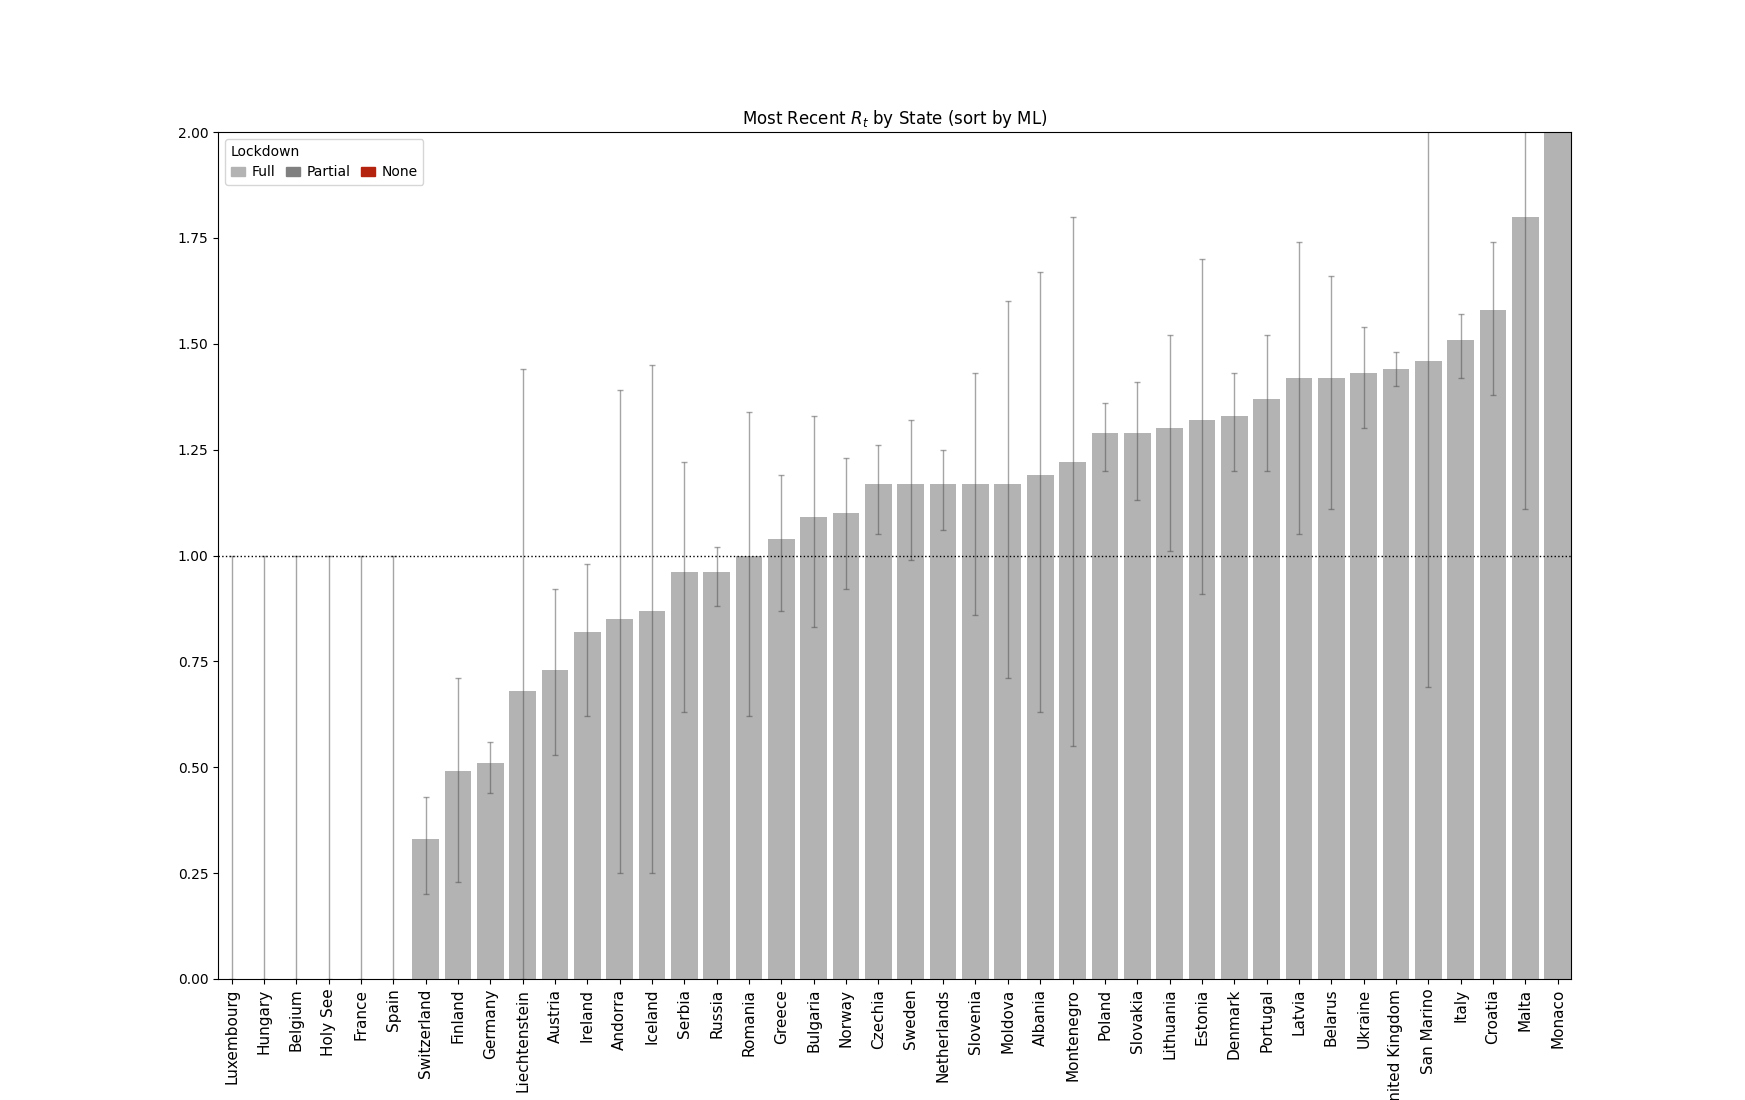 Most Recent R_t by State (sort by ML)
2.00
Lockdown
Full Partial None
1.75
1.50
1.25
1.00
0.75
0.50
0.25
0.00
Luxembourg
Hungary
Belgium
Holy See
France
Spain
Switzerland
Finland
Germany
Liechtenstein
Austria
Ireland
Andorra
Iceland
Serbia
Russia
Romania
Greece
Bulgaria
Norway
Czechia
Sweden
Netherlands
Slovenia
Moldova
Albania
Montenegro
Poland
Slovakia
Lithuania
Estonia
Denmark
Portugal
Latvia
Belarus
Ukraine
nited Kingdom
San Marino
Italy
Croatia
Malta
Monaco